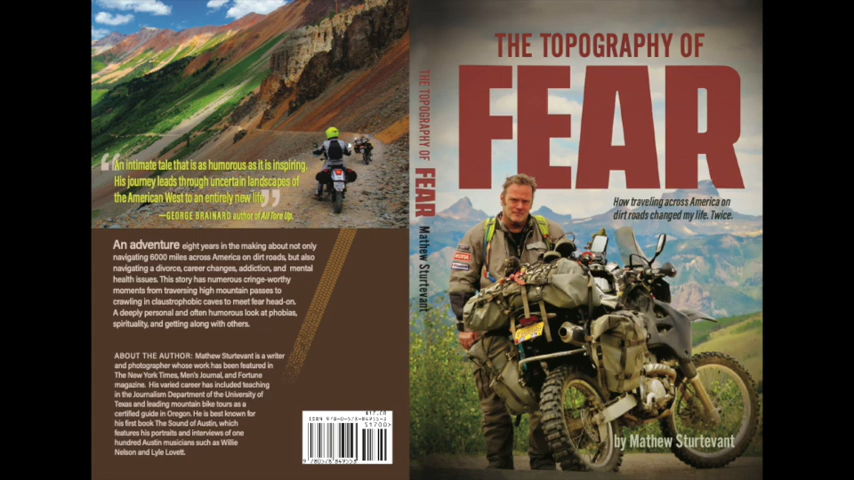 An intimate tale that is as humorous as it is inspiring.
His journey leads through uncertain landscapes of
the American West to an entirely new life
—GEORGE BRAINARD author of All Tore Up.
An adventure eight years in the making about not only
navigating 6000 miles across America on dirt roads, but also
navigating a divorce, career changes, addiction, and mental
health issues. This story has numerous cringe-worthy
moments from traversing high mountain passes to
crawling in claustrophobic caves to meet fear head-on.
A deeply personal and often humorous look at phobias,
spirituality, and getting along with others.
ABOUT THE AUTHOR: Mathew Sturtevant is a writer
and photographer whose work has been featured in
The New York Times, Men's Journal, and Fortune
magazine. His varied career has included teaching
in the Journalism Department of the University of
Texas and leading mountain bike tours as a
certified guide in Oregon. He is best known for
his first book The Sound of Austin, which
features his portraits and interviews of one
hundred Austin musicians such as Willie
Nelson and Lyle Lovett.
THE TOPOGRAPHY OF FEAR Mathew Sturtevant
THE TOPOGRAPHY OF
FEAR
How traveling across America on
dirt roads changed my life. Twice.
by Mathew Sturtevant